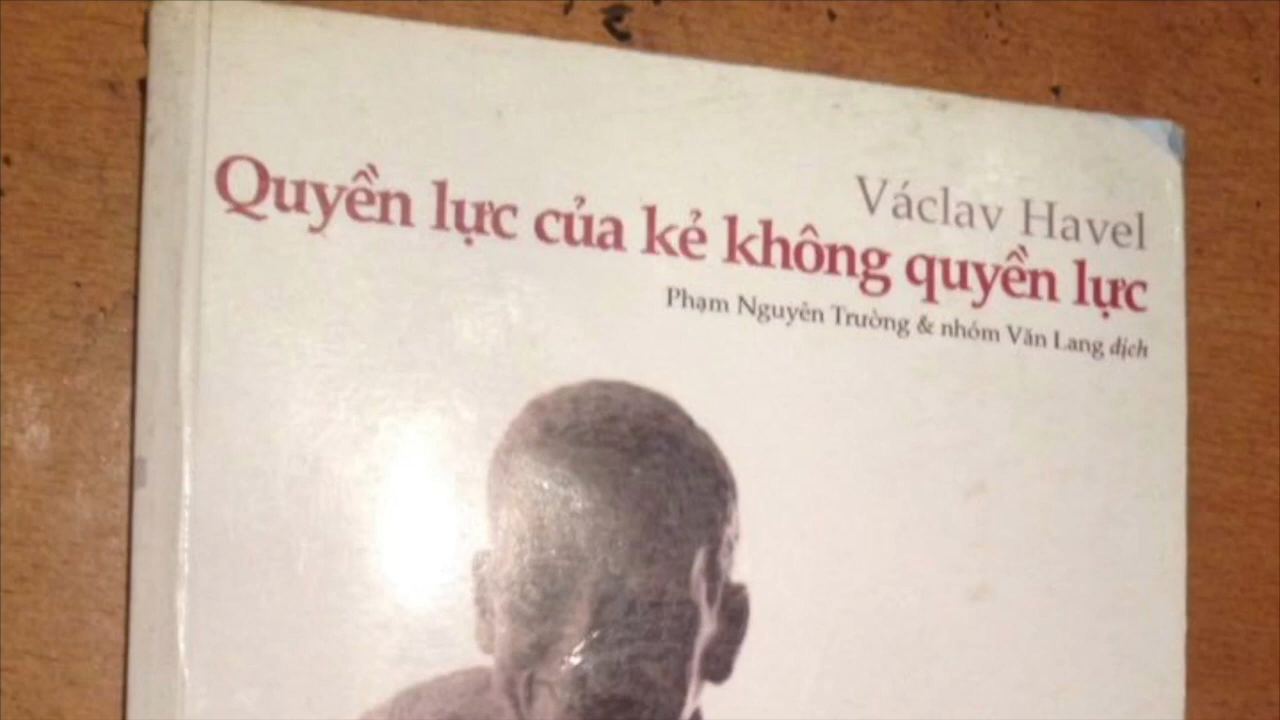 Václav Havel
Quyền lực của kẻ không quyền lực
Phạm Nguyên Trường & nhóm Văn Lang dịch